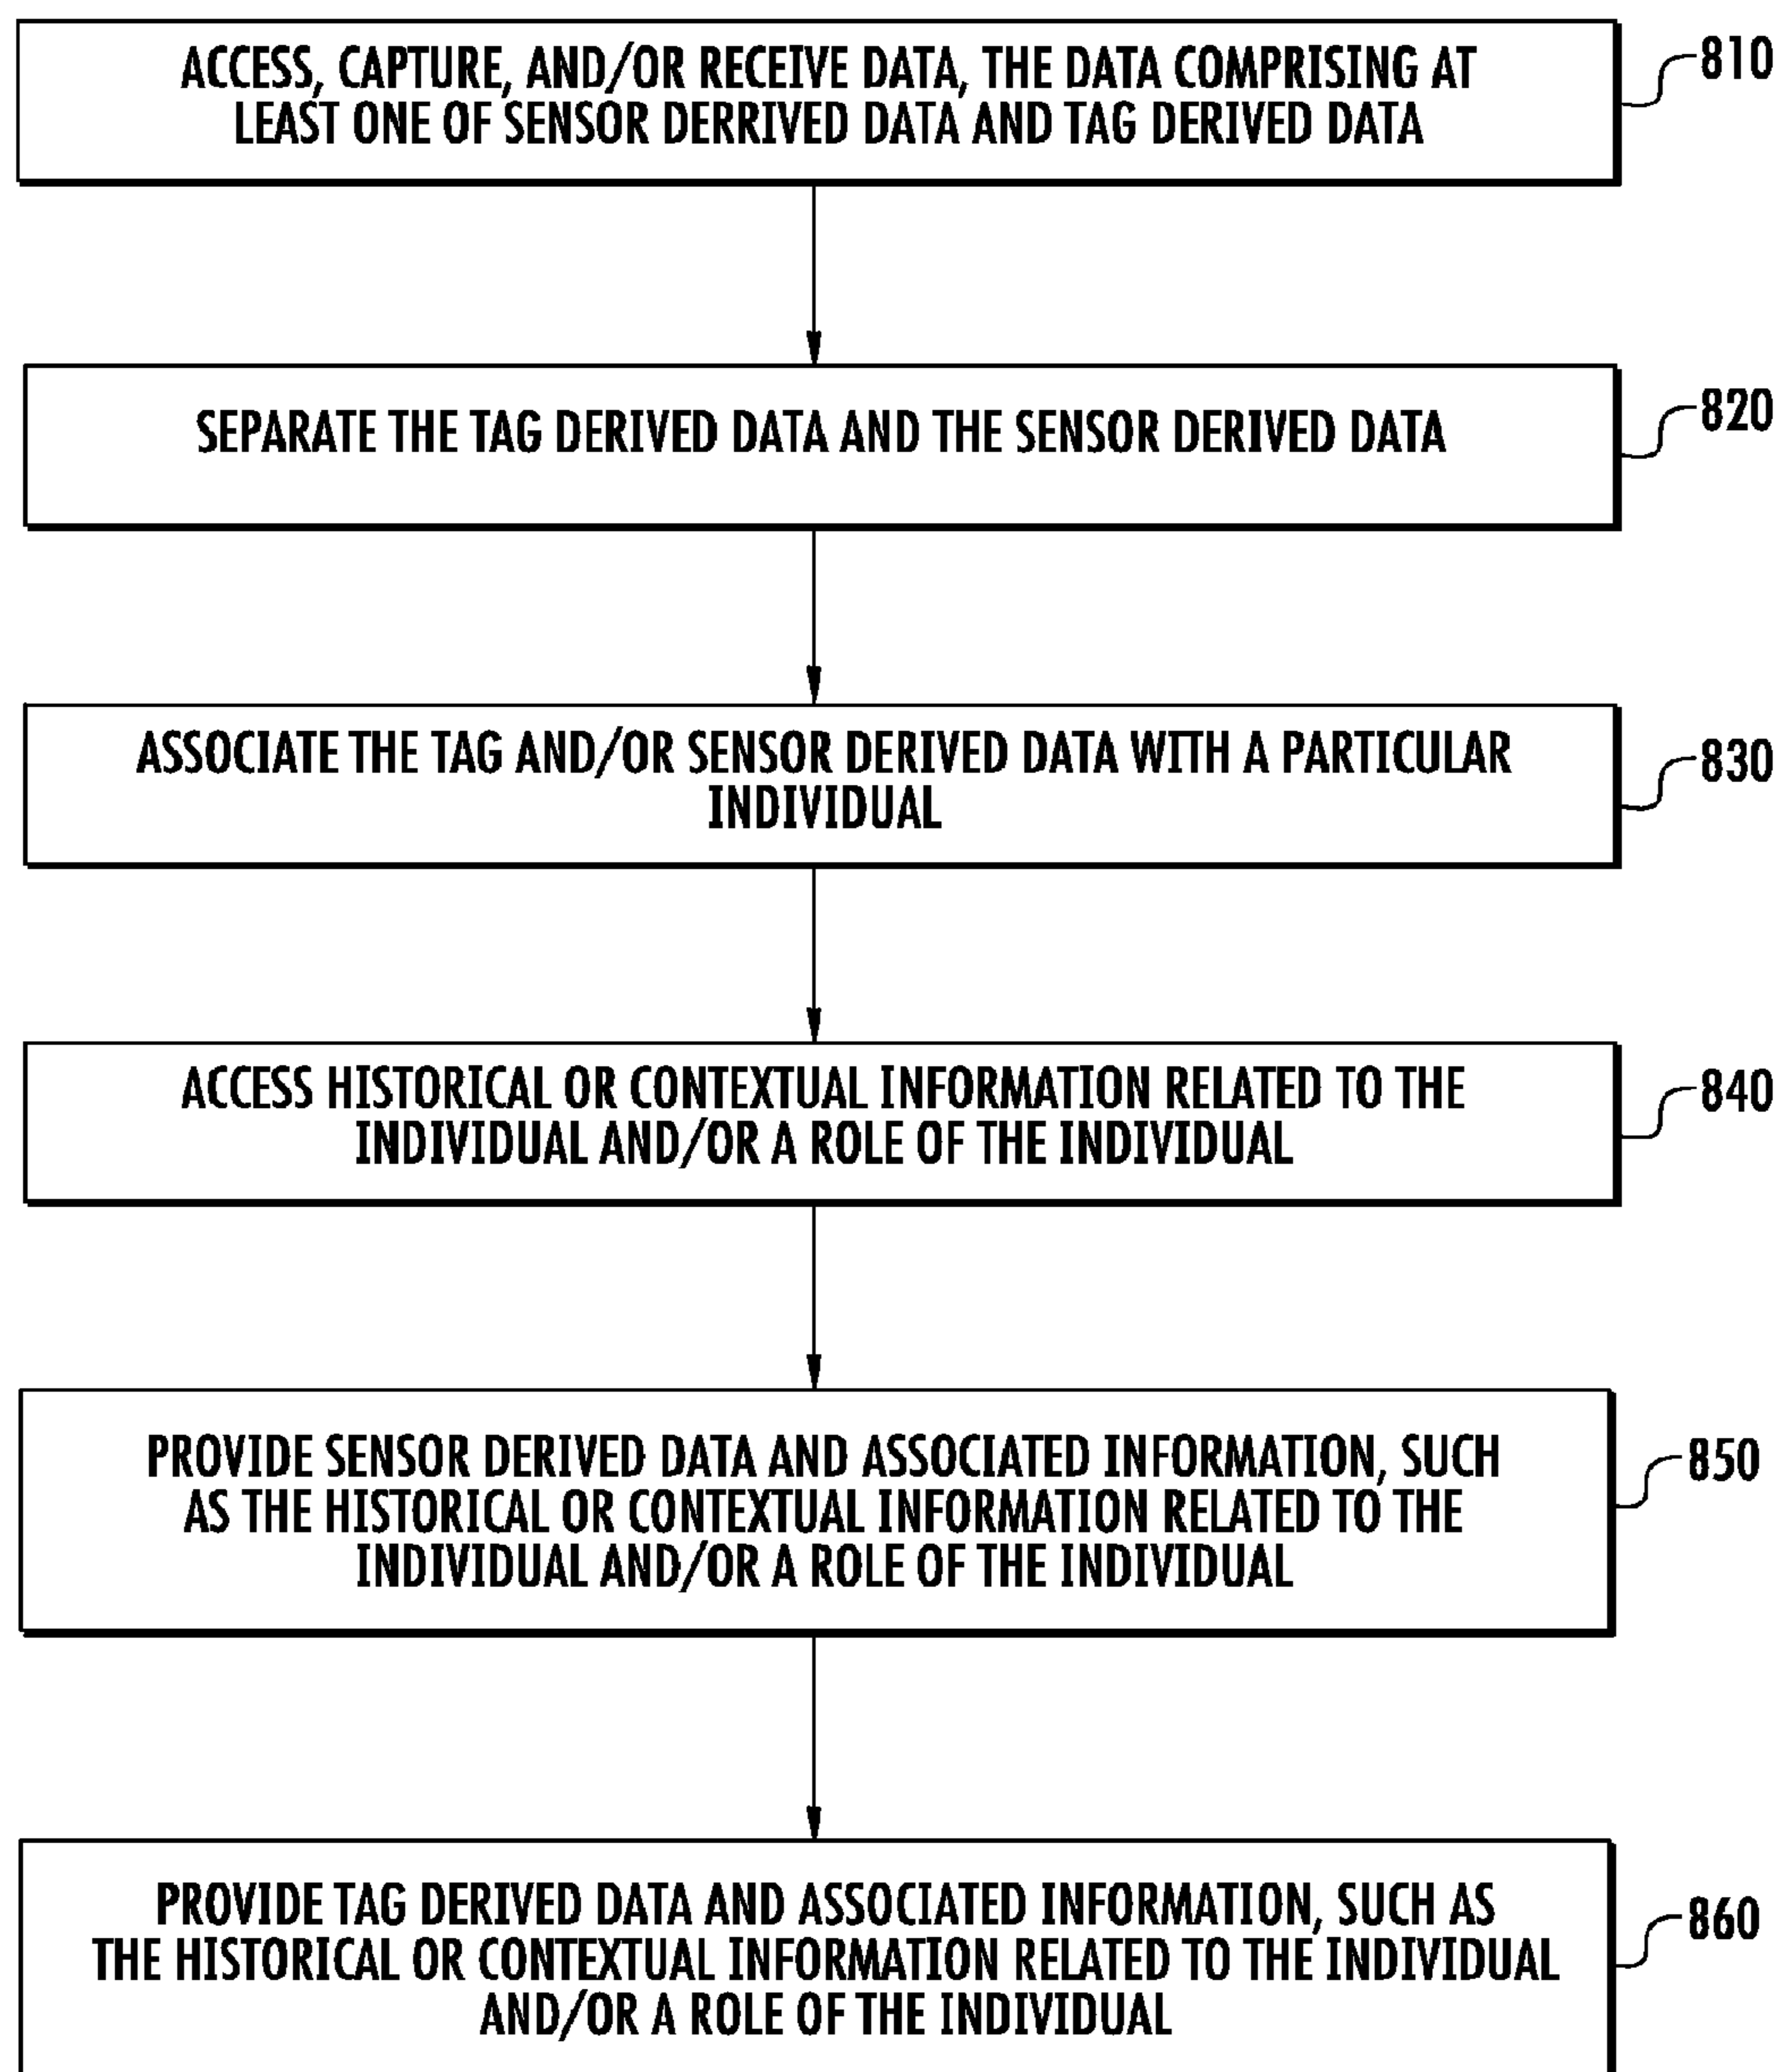 ACCESS, CAPTURE, AND/OR RECEIVE DATA, THE DATA COMPRISING AT
LEAST ONE OF SENSOR DERRIVED DATA AND TAG DERIVED DATA
810
SEPARATE THE TAG DERIVED DATA AND THE SENSOR DERIVED DATA
820
ASSOCIATE THE TAG AND/OR SENSOR DERIVED DATA WITH A PARTICULAR
INDIVIDUAL
830
ACCESS HISTORICAL OR CONTEXTUAL INFORMATION RELATED TO THE
INDIVIDUAL AND/OR A ROLE OF THE INDIVIDUAL
840
PROVIDE SENSOR DERIVED DATA AND ASSOCIATED INFORMATION, SUCH
AS THE HISTORICAL OR CONTEXTUAL INFORMATION RELATED TO THE
INDIVIDUAL AND/OR A ROLE OF THE INDIVIDUAL
850
PROVIDE TAG DERIVED DATA AND ASSOCIATED INFORMATION, SUCH AS
THE HISTORICAL OR CONTEXTUAL INFORMATION RELATED TO THE INDIVIDUAL
AND/OR A ROLE OF THE INDIVIDUAL
860